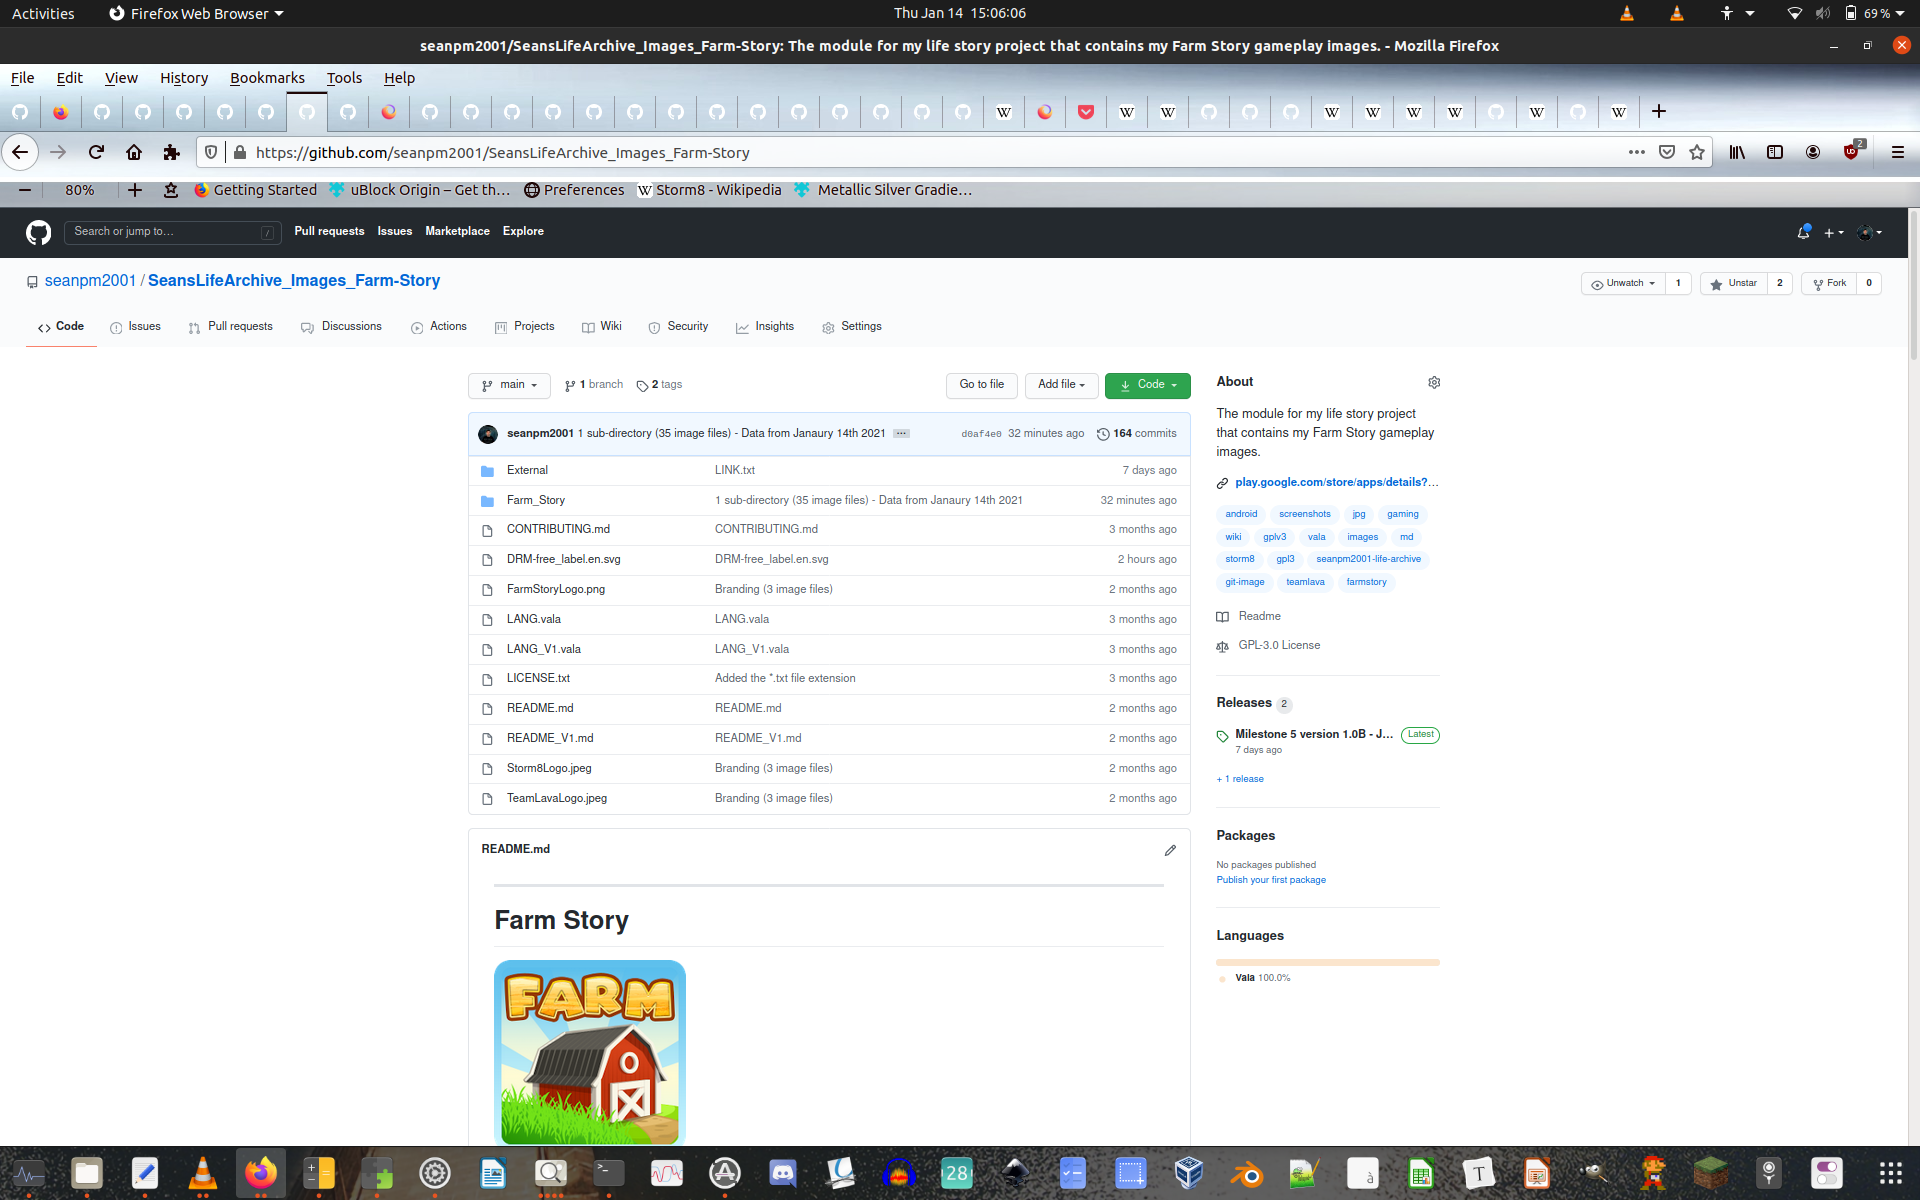 Activities
Firefox Web Browser
Thu Jan 14 15:06:06
69 %
seanpm2001/SeansLifeArchive_Images_Farm-Story: The module for my life story project that contains my Farm Story gameplay images. - Mozilla Firefox
File Edit View History Bookmarks Tools Help
https://github.com/seanpm2001/SeansLifeArchive_Images_Farm-Story
2
80%
Getting Started
uBlock Origin – Get th…
Preferences
Storm8 - Wikipedia
Metallic Silver Gradie…
Search or jump to…
/
Pull requests Issues Marketplace Explore
seanpm2001 / SeansLifeArchive_Images_Farm-Story
Unwatch 1
Unstar 2
Fork 0
Code Issues Pull requests Discussions Actions Projects Wiki Security Insights Settings
main
1 branch
2 tags
Go to file
Add file
Code
seanpm2001 1 sub-directory (35 image files) - Data from Janaury 14th 2021 ... d0af4e0 32 minutes ago 164 commits
External LINK.txt 7 days ago
Farm_Story 1 sub-directory (35 image files) - Data from Janaury 14th 2021 32 minutes ago
CONTRIBUTING.md CONTRIBUTING.md 3 months ago
DRM-free_label.en.svg DRM-free_label.en.svg 2 hours ago
FarmStoryLogo.png Branding (3 image files) 2 months ago
LANG.vala LANG.vala 3 months ago
LANG_V1.vala LANG_V1.vala 3 months ago
LICENSE.txt Added the *.txt file extension 3 months ago
README.md README.md 2 months ago
README_V1.md README_V1.md 2 months ago
Storm8Logo.jpeg Branding (3 image files) 2 months ago
TeamLavaLogo.jpeg Branding (3 image files) 2 months ago
README.md
Farm Story
FARM
About
The module for my life story project
that contains my Farm Story gameplay
images.
play.google.com/store/apps/details?…
android screenshots jpg gaming
wiki gplv3 vala images md
storm8 gpl3 seanpm2001-life-archive
git-image teamlava farmstory
Readme
GPL-3.0 License
Releases 2
Milestone 5 version 1.0B - J… Latest
7 days ago
+ 1 release
Packages
No packages published
Publish your first package
Languages
Vala 100.0%
28